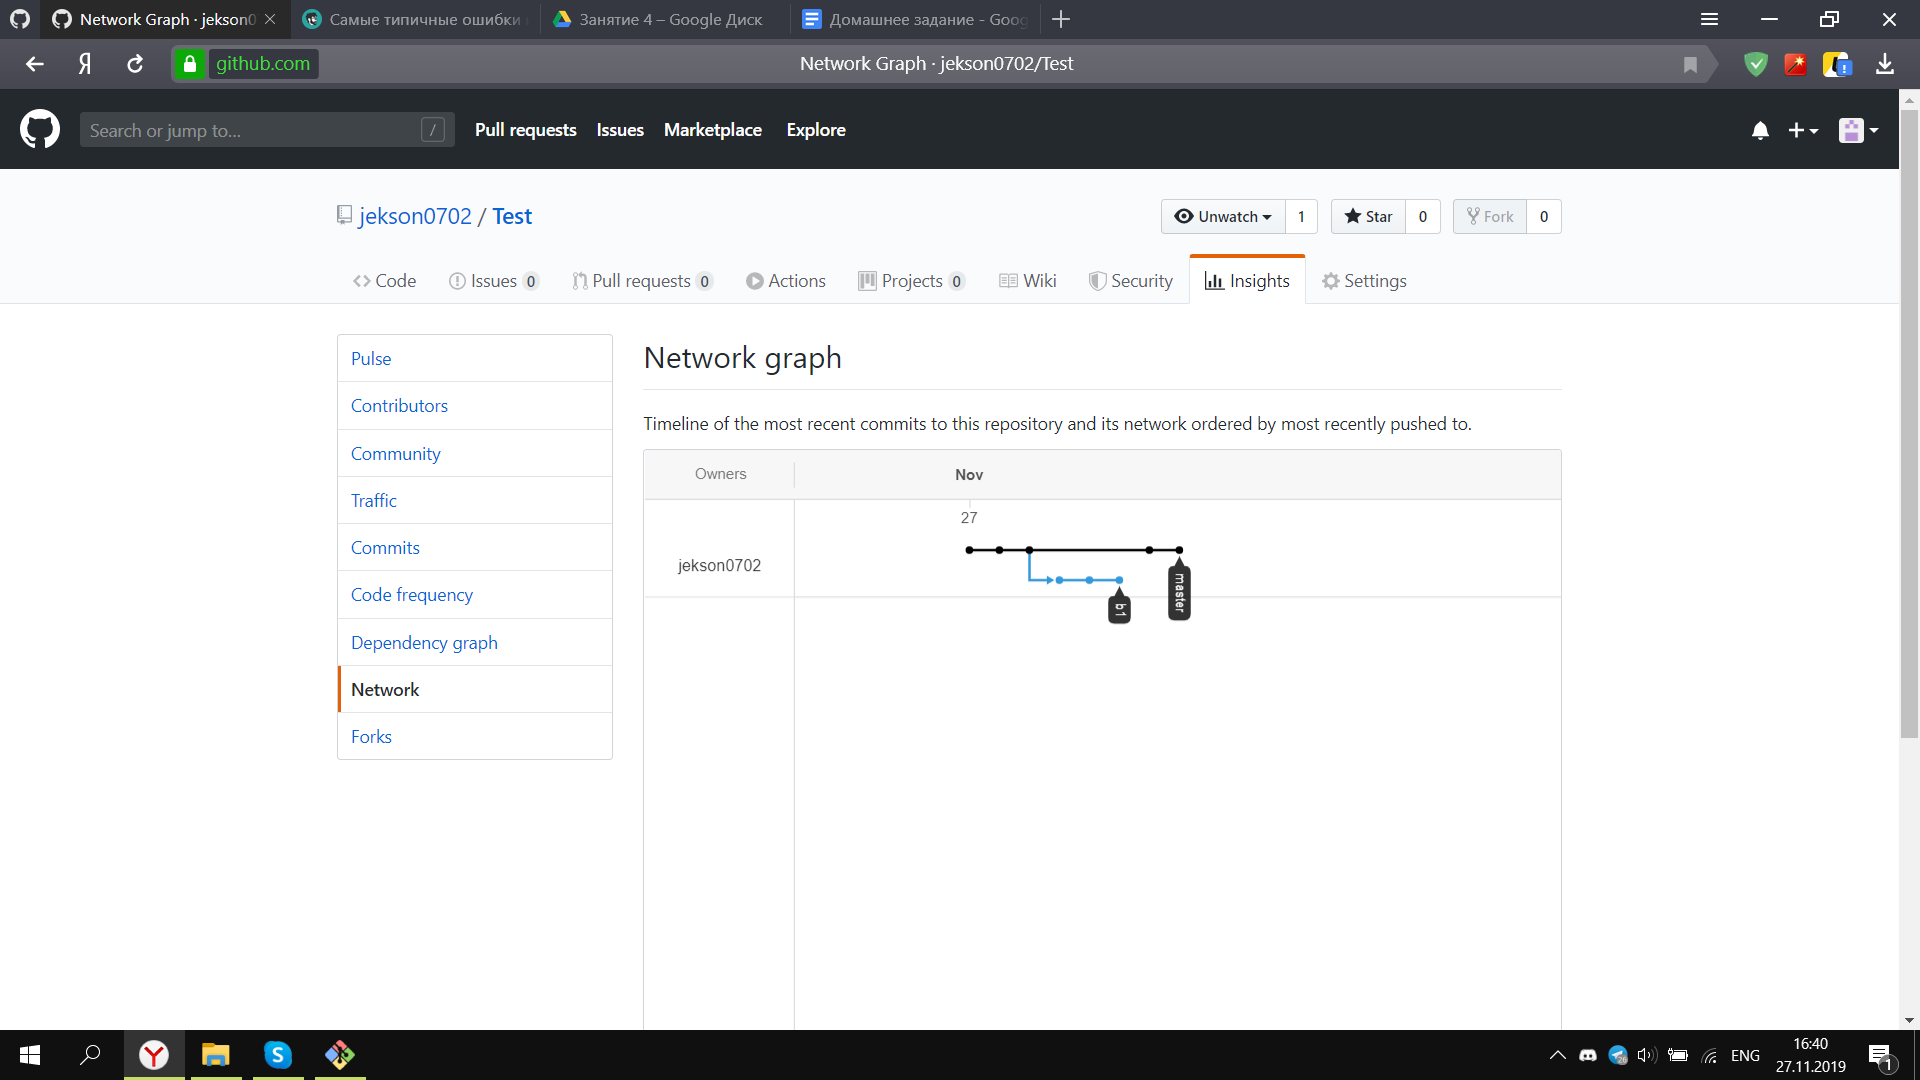 Network Graph · jekson0
Самые типичные ошибки
Занятие 4 – Google Диск
Домашнее задание - Goog
Я
github.com
Network Graph · jekson0702/Test
Search or jump to...
/
Pull requests
Issues
Marketplace
Explore
jekson0702 / Test
Unwatch
1
Star
0
Fork
0
Code
Issues 0
Pull requests 0
Actions
Projects 0
Wiki
Security
Insights
Settings
Pulse
Contributors
Community
Traffic
Commits
Code frequency
Dependency graph
Network
Forks
Network graph
Timeline of the most recent commits to this repository and its network ordered by most recently pushed to.
Owners
Nov
27
jekson0702
b1
master
ENG
16:40
27.11.2019
1